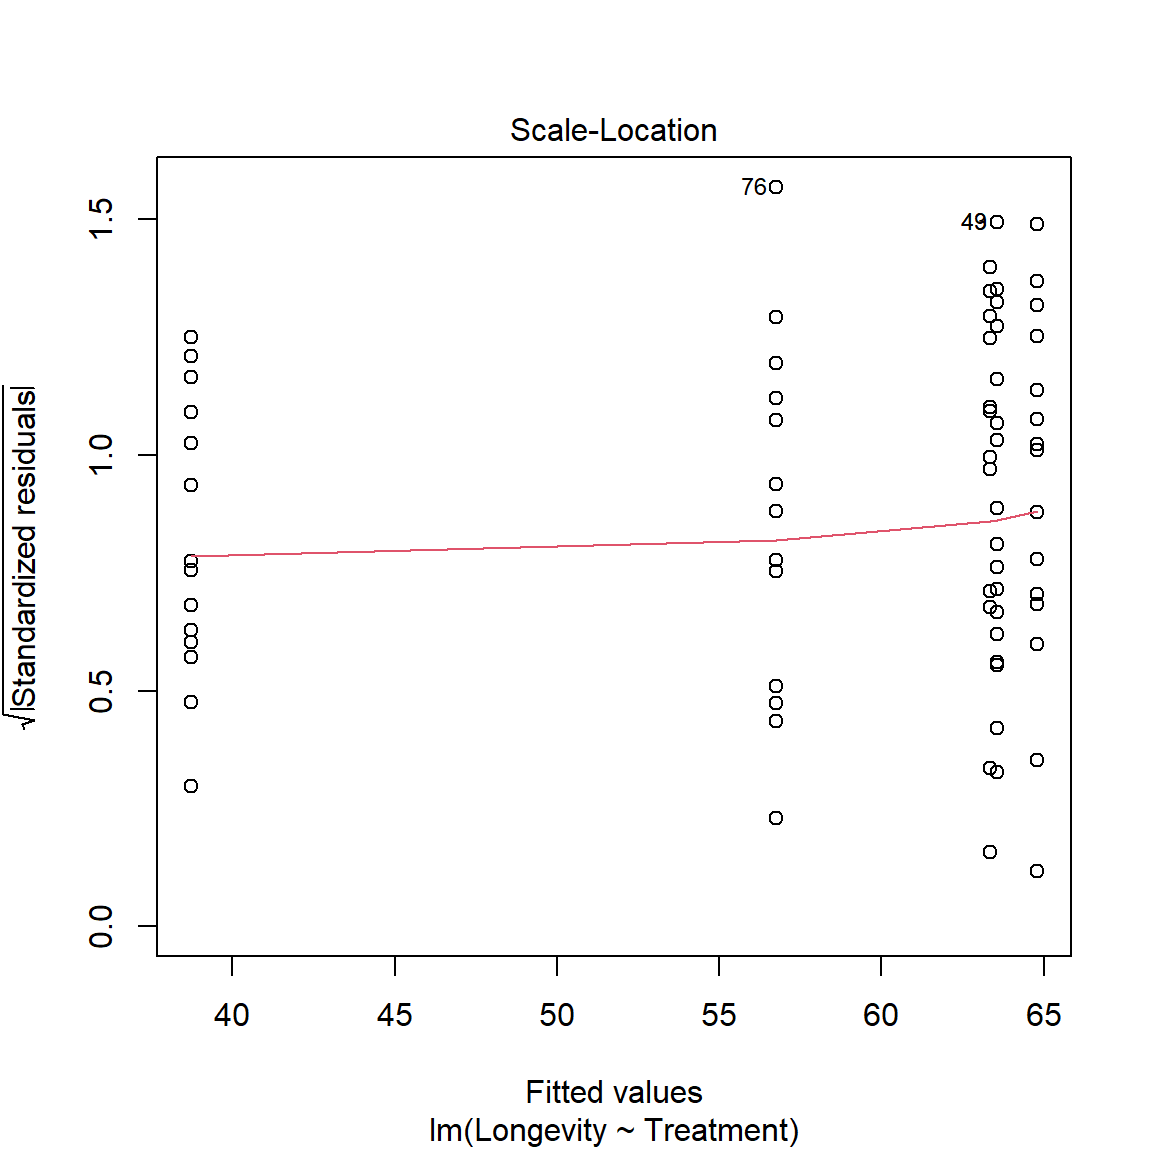 Scale-Location
√|Standardized residuals|
1.5
1.0
0.5
0.0
76
49
40 45 50 55 60 65
Fitted values
lm(Longevity ~ Treatment)